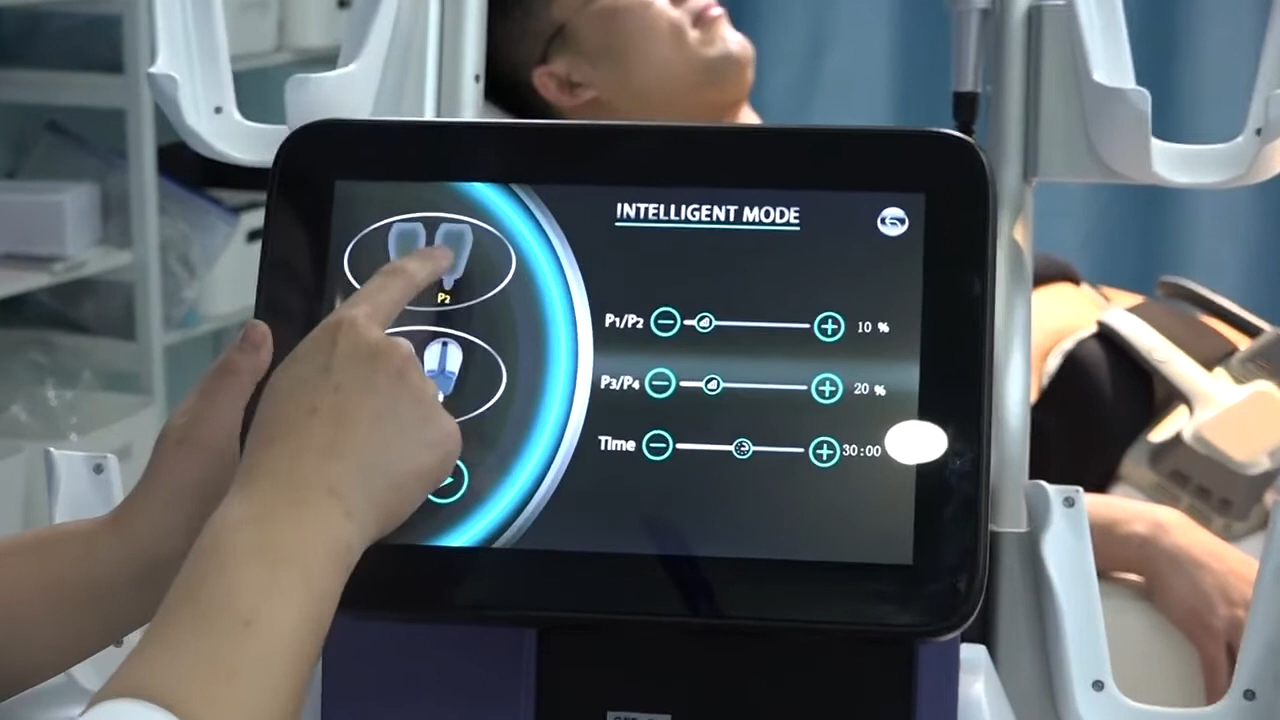 INTELLIGENT MODE
P2
P1/P2 10 %
P3/P4 20 %
Time 30:00